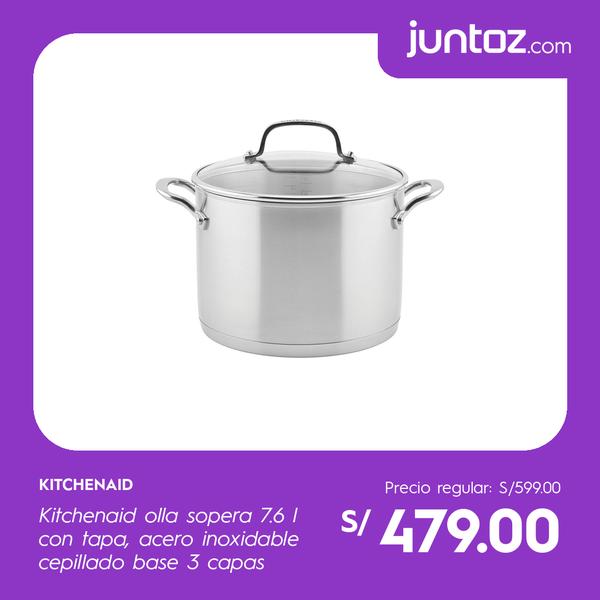 juntoz.com
KITCHENAID
Kitchenaid olla sopera 7.6 l
con tapa, acero inoxidable
cepillado base 3 capas
Precio regular: S/599.00
S/ 479.00